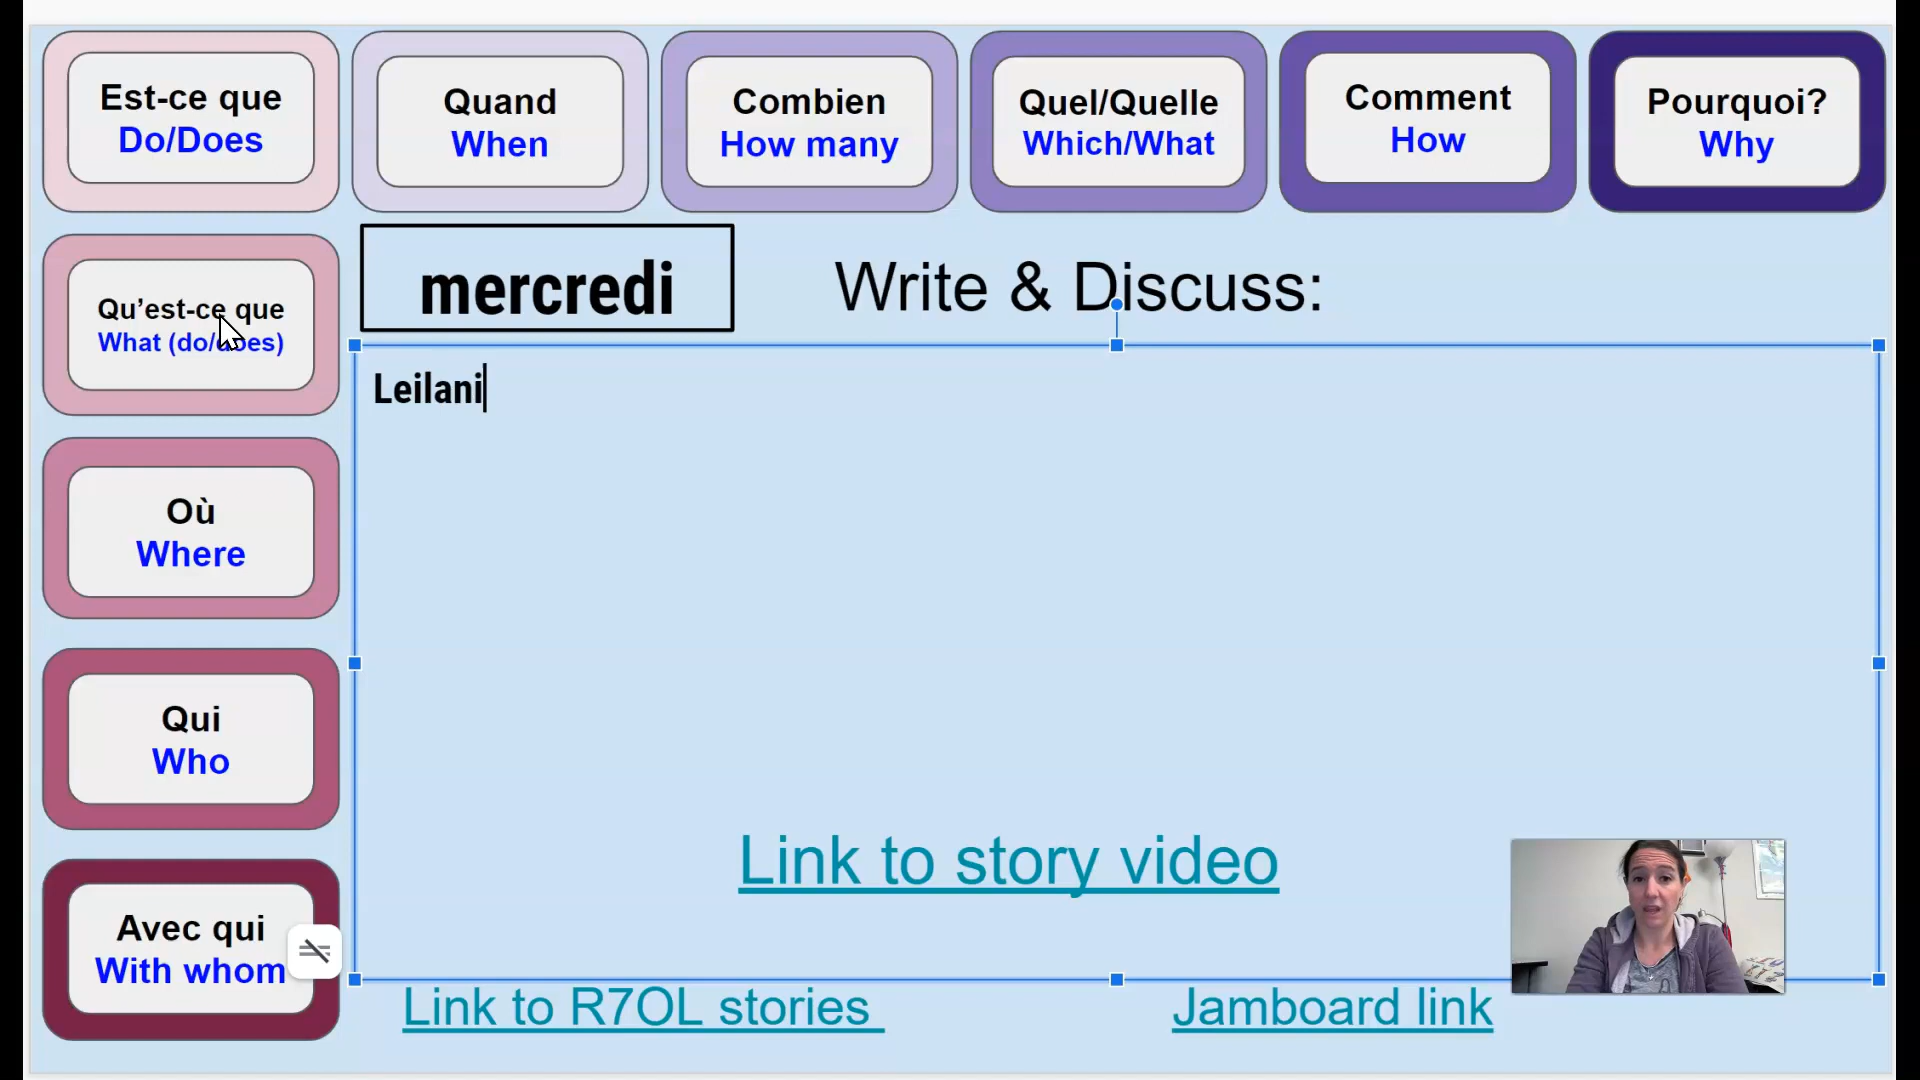 Est-ce que
Do/Does
Quand
When
Combien
How many
Quel/Quelle
Which/What
Comment
How
Pourquoi?
Why
Qu’est-ce que
What (do/does)
mercredi
Write & Discuss:
Leilani
Où
Where
Qui
Who
Link to story video
Avec qui
With whom
Link to R7OL stories
Jamboard link